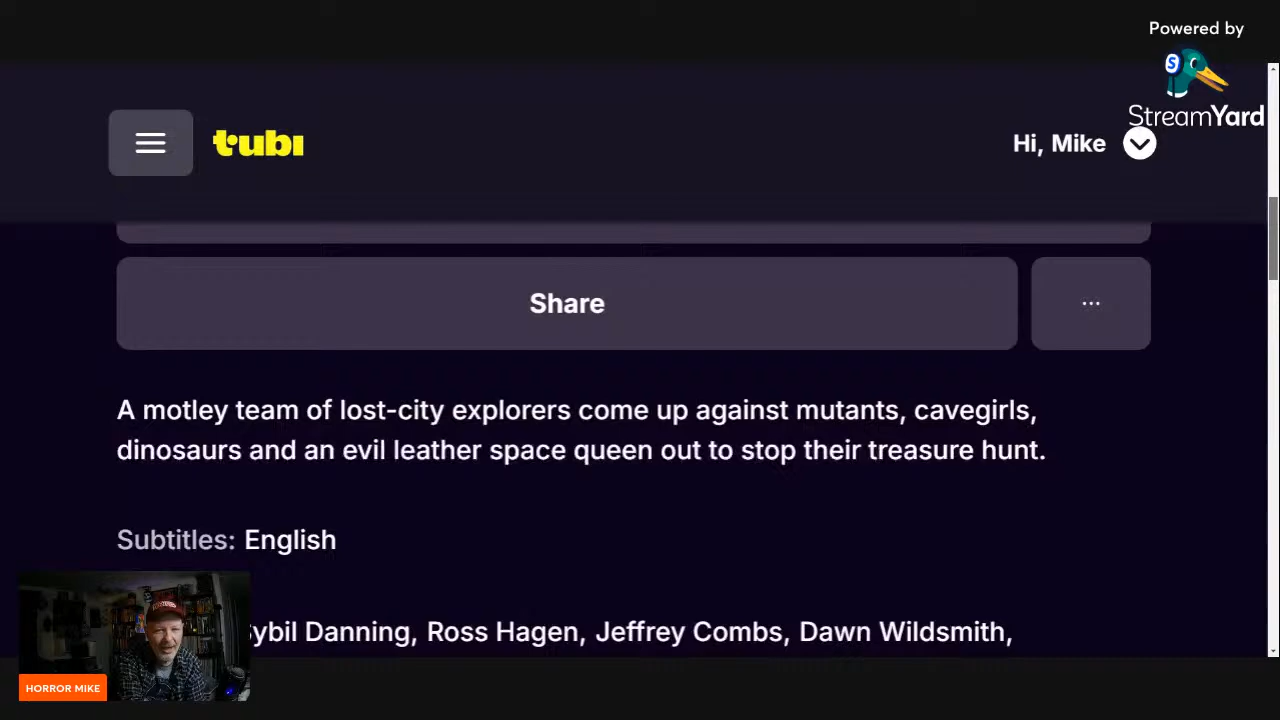 Powered by
StreamYard
tubi
Hi, Mike
Share
...
A motley team of lost-city explorers come up against mutants, cavegirls,
dinosaurs and an evil leather space queen out to stop their treasure hunt.
Subtitles: English
Danning, Ross Hagen, Jeffrey Combs, Dawn Wildsmith,
HORROR MIKE